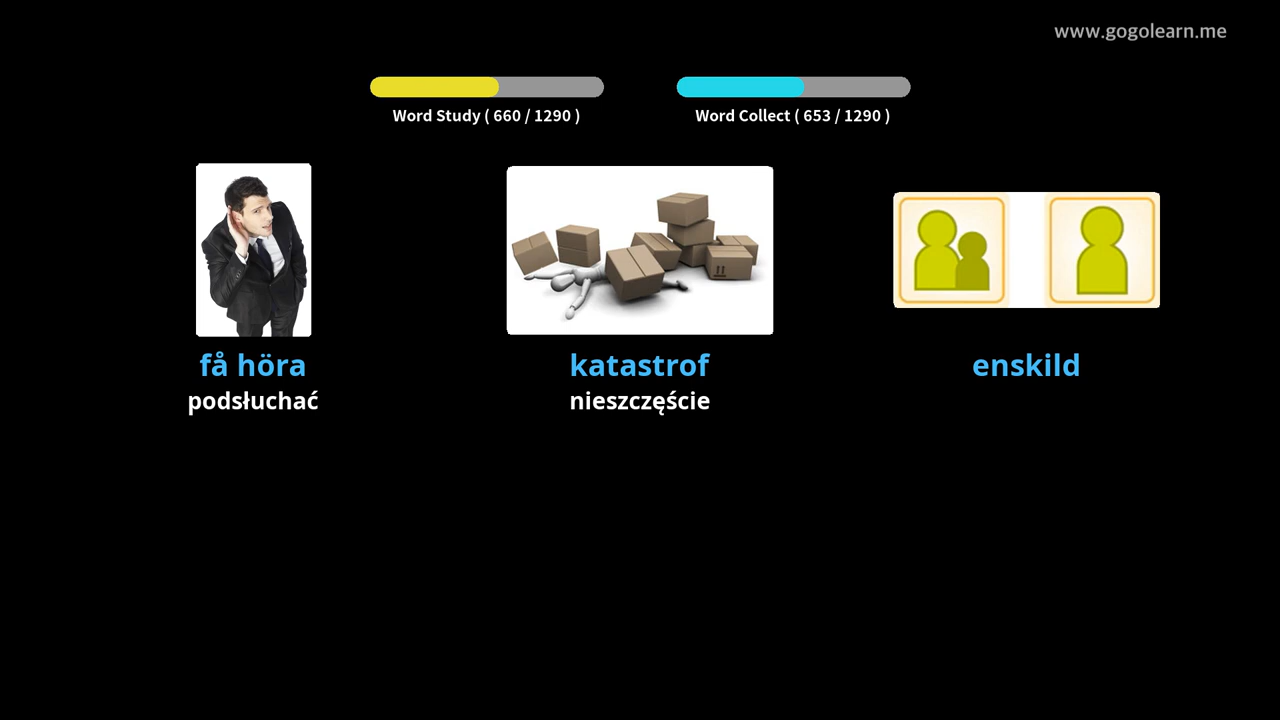 www.gogolearn.me
Word Study ( 660 / 1290 )
Word Collect ( 653 / 1290 )
få höra
podsłuchać
katastrof
nieszczęście
enskild